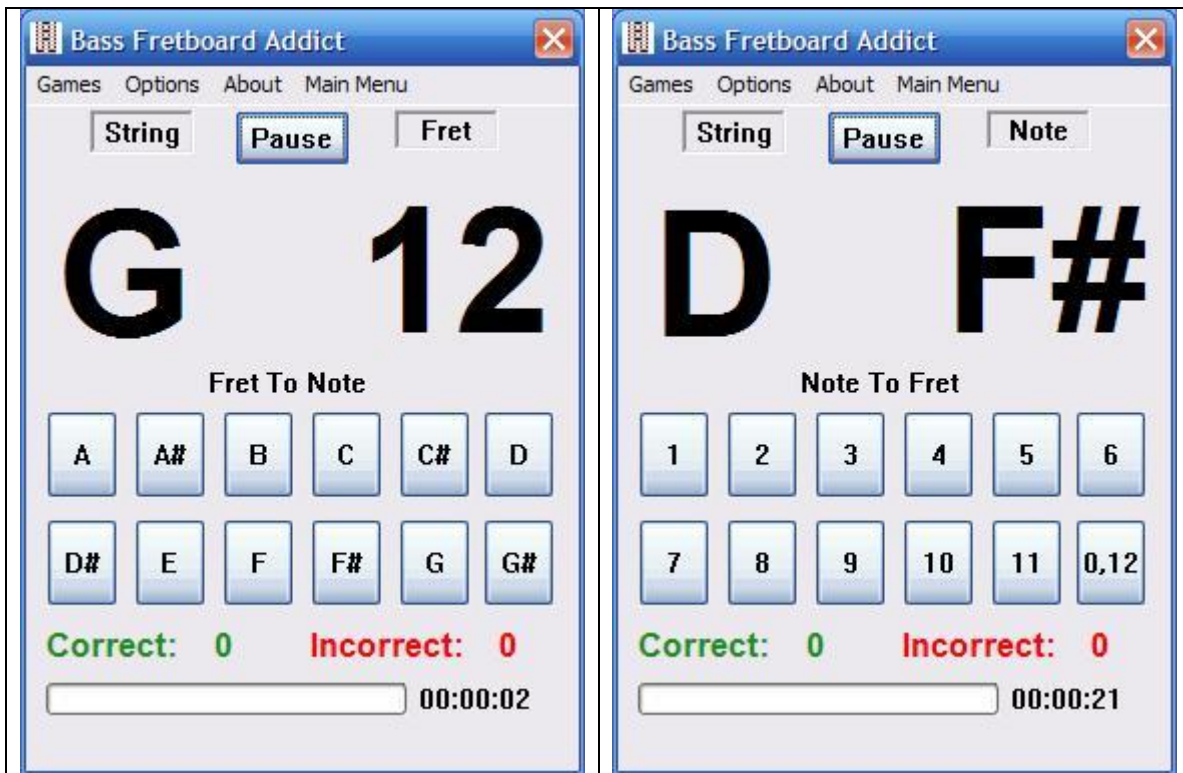 Bass Fretboard Addict
Games Options About Main Menu
String Pause Fret
G 12
Fret To Note
A A# B C C# D
D# E F F# G G#
Correct: 0 Incorrect: 0
00:00:02
Bass Fretboard Addict
Games Options About Main Menu
String Pause Note
D F#
Note To Fret
1 2 3 4 5 6
7 8 9 10 11 0,12
Correct: 0 Incorrect: 0
00:00:21